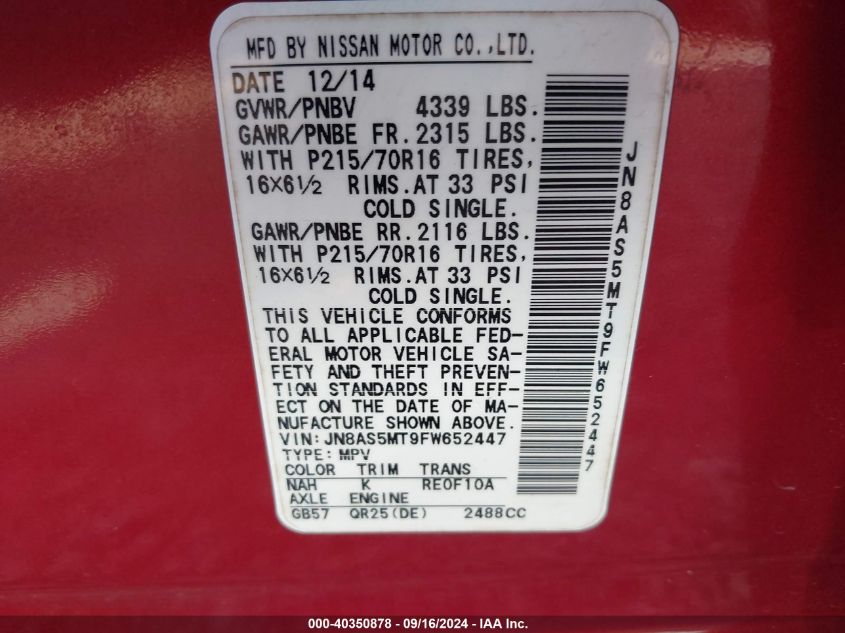 MFD BY NISSAN MOTOR CO.,LTD.
DATE 12/14
GVWR/PNBV 4339 LBS.
GAWR/PNBE FR. 2315 LBS.
WITH P215/70R16 TIRES,
16×6½ RIMS. AT 33 PSI
COLD SINGLE.
GAWR/PNBE RR. 2116 LBS.
WITH P215/70R16 TIRES,
16×6½ RIMS. AT 33 PSI
COLD SINGLE.
THIS VEHICLE CONFORMS
TO ALL APPLICABLE FED-
ERAL MOTOR VEHICLE SA-
FETY AND THEFT PREVEN-
TION STANDARDS IN EFF-
ECT ON THE DATE OF MA-
NUFACTURE SHOWN ABOVE.
VIN: JN8AS5MT9FW652447
TYPE: MPV
COLOR TRIM TRANS
NAH K RE0F10A
AXLE ENGINE
GB57 QR25(DE) 2488CC
JN8AS5MT9FW652447
000-40350878 - 09/16/2024 - IAA Inc.